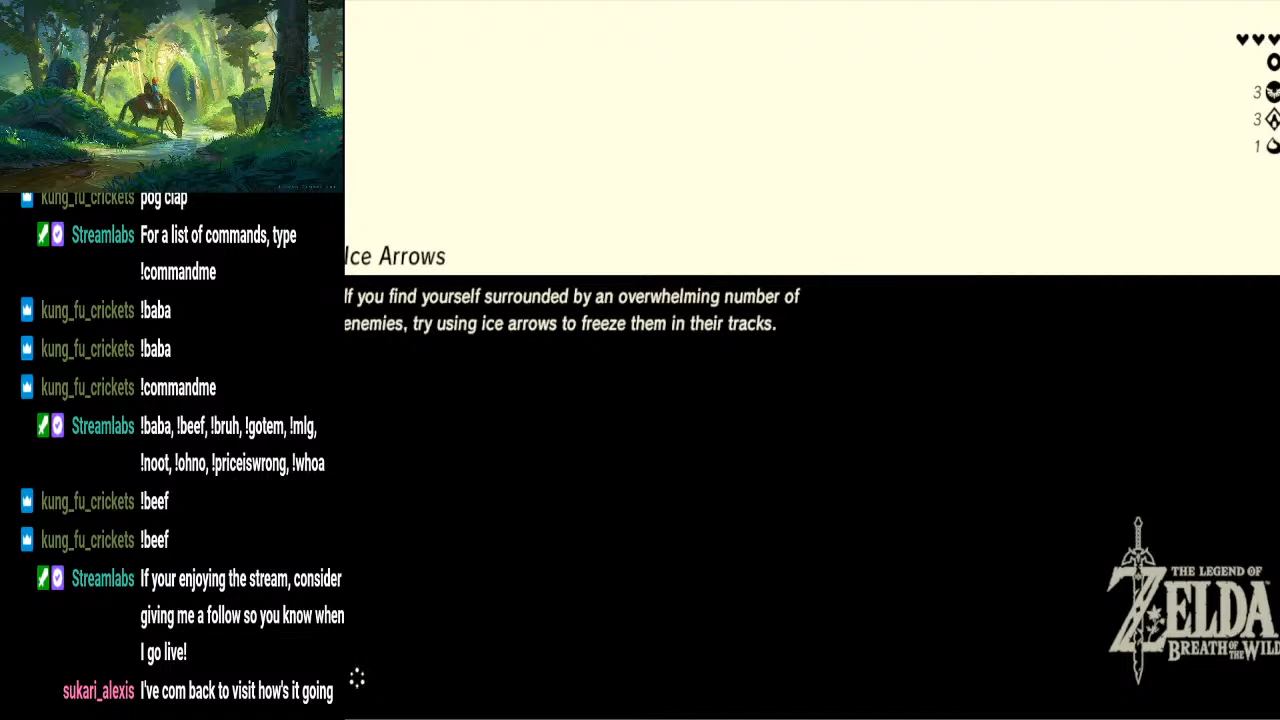 kung_fu_crickets pog clap
Streamlabs For a list of commands, type
!commandme
kung_fu_crickets !baba
kung_fu_crickets !baba
kung_fu_crickets !commandme
Streamlabs !baba, !beef, !bruh, !gotem, !mlg,
!noot, !ohno, !priceiswrong, !whoa
kung_fu_crickets !beef
kung_fu_crickets !beef
Streamlabs If your enjoying the stream, consider
giving me a follow so you know when
I go live!
sukari_alexis I've com back to visit how's it going
3
3
1
Ice Arrows
If you find yourself surrounded by an overwhelming number of
enemies, try using ice arrows to freeze them in their tracks.
THE LEGEND OF
ZELDA
BREATH OF THE WILD